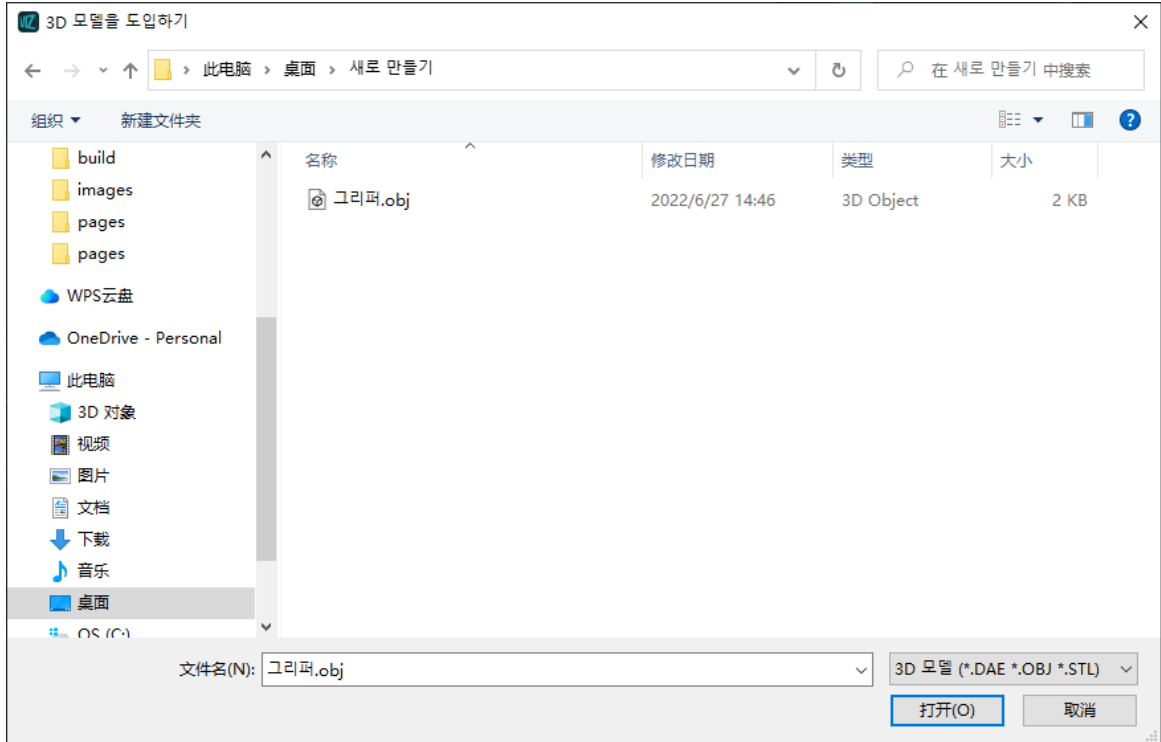 VIZ 3D 모델을 도입하기
此电脑 > 桌面 > 새로 만들기
在 새로 만들기 中搜索
组织 新建文件夹
build
images
pages
pages
WPS云盘
OneDrive - Personal
此电脑
3D 对象
视频
图片
文档
下载
音乐
桌面
OS (C:)
名称 修改日期 类型 大小
그리퍼.obj 2022/6/27 14:46 3D Object 2 KB
文件名(N): 그리퍼.obj 3D 모델 (*.DAE *.OBJ *.STL)
打开(O) 取消